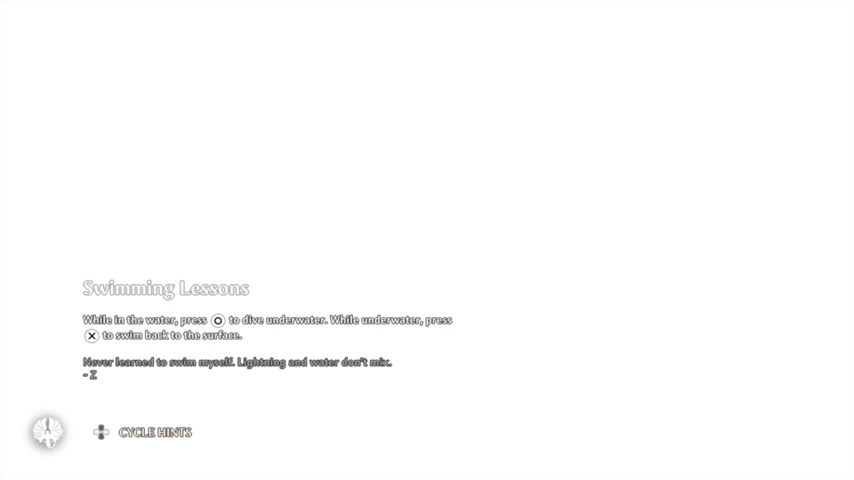 Swimming Lessons
While in the water, press to dive underwater. While underwater, press
to swim back to the surface.
Never learned to swim myself. Lightning and water don't mix.
- Z
CYCLE HINTS